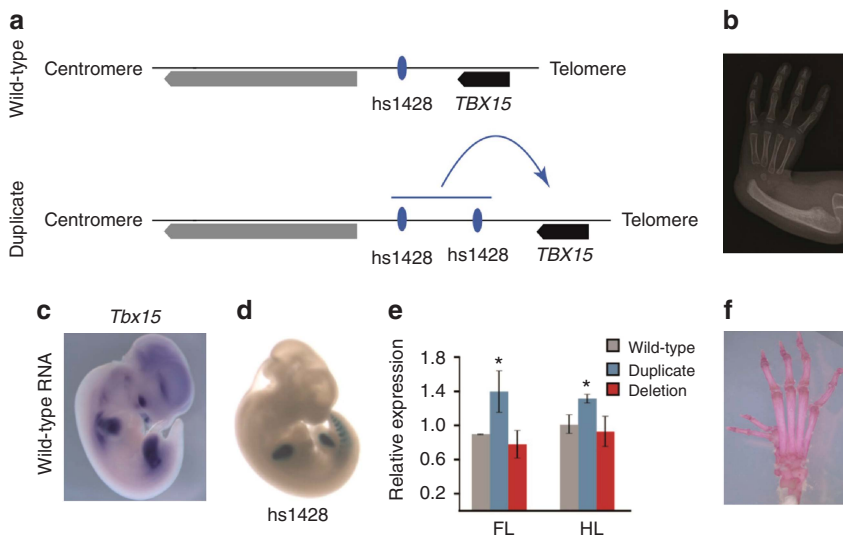 a
b
Wild-type
Centromere
Telomere
hs1428
TBX15
Duplicate
Centromere
Telomere
hs1428
hs1428
TBX15
c
d
e
f
Tbx15
Wild-type RNA
hs1428
Relative expression
1.8
1.4
1.0
0.6
0.2
*
*
Wild-type
Duplicate
Deletion
FL
HL